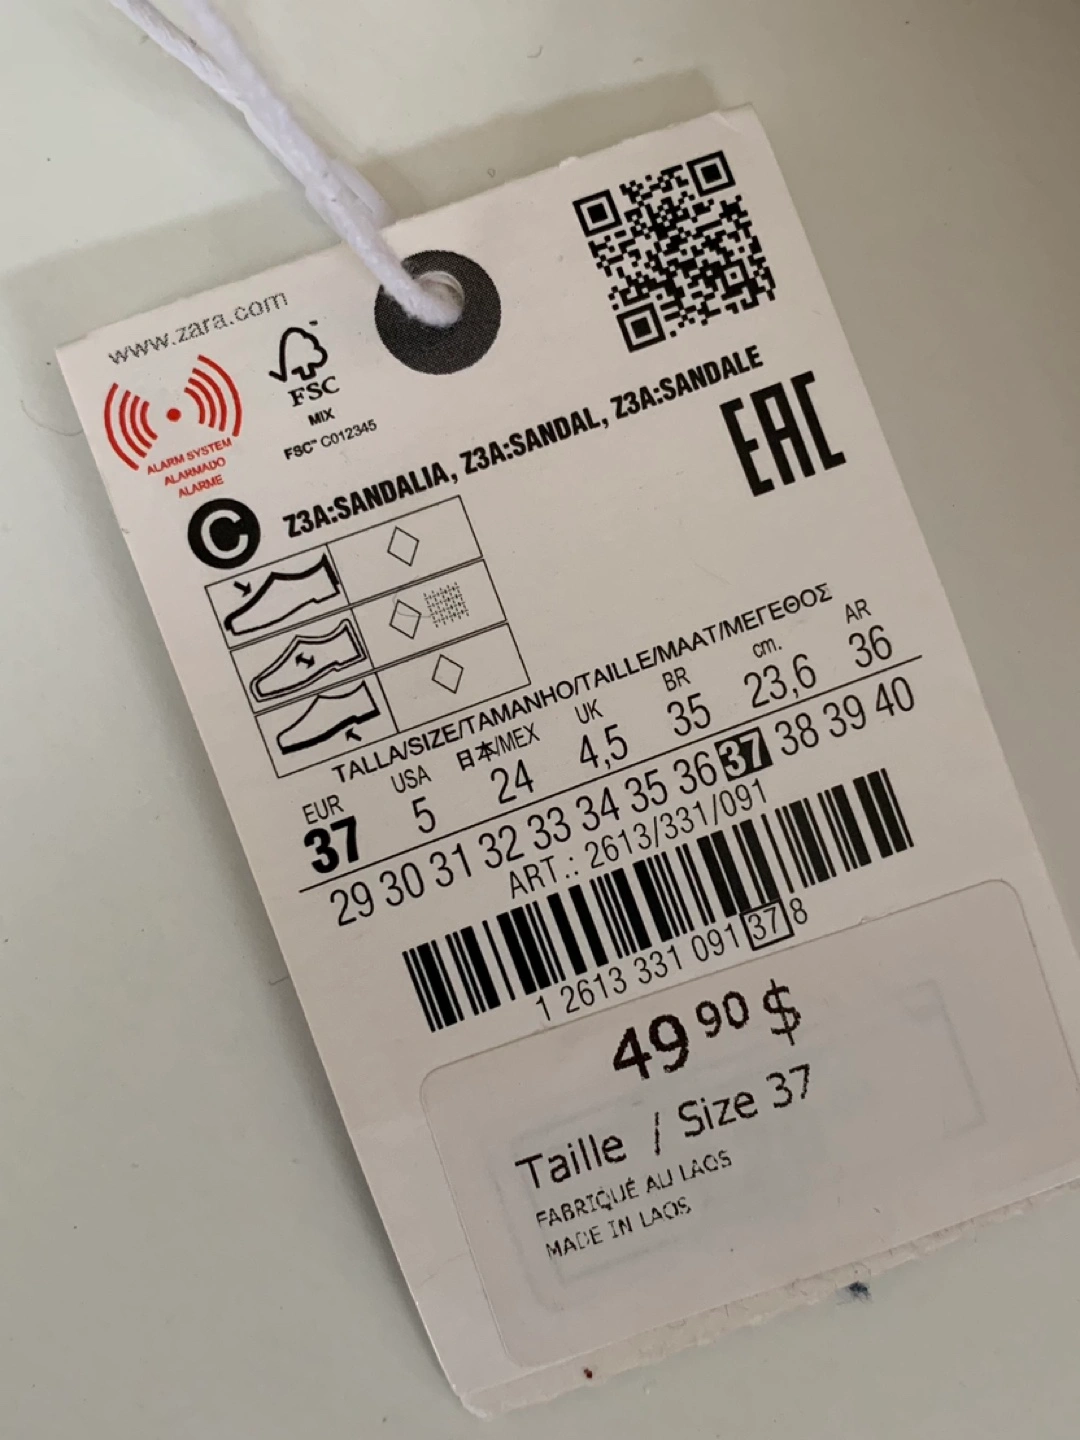 www.zara.com
FSC™
MIX
FSC™ C012345
ALARM SYSTEM
ALARMADO
ALARME
C
Z3A:SANDALIA, Z3A:SANDAL, Z3A:SANDALE
EAC
TALLA/SIZE/TAMANHO/TAILLE/MAAT/ΜΕΓΕΘΟΣ
EUR USA 日本/MEX UK BR cm. AR
37 5 24 4,5 35 23,6 36
29 30 31 32 33 34 35 36 37 38 39 40
ART.: 2613/331/091
1 2613 331 091 37 8
49 90 $
Taille / Size 37
FABRIQUÉ AU LAOS
MADE IN LAOS